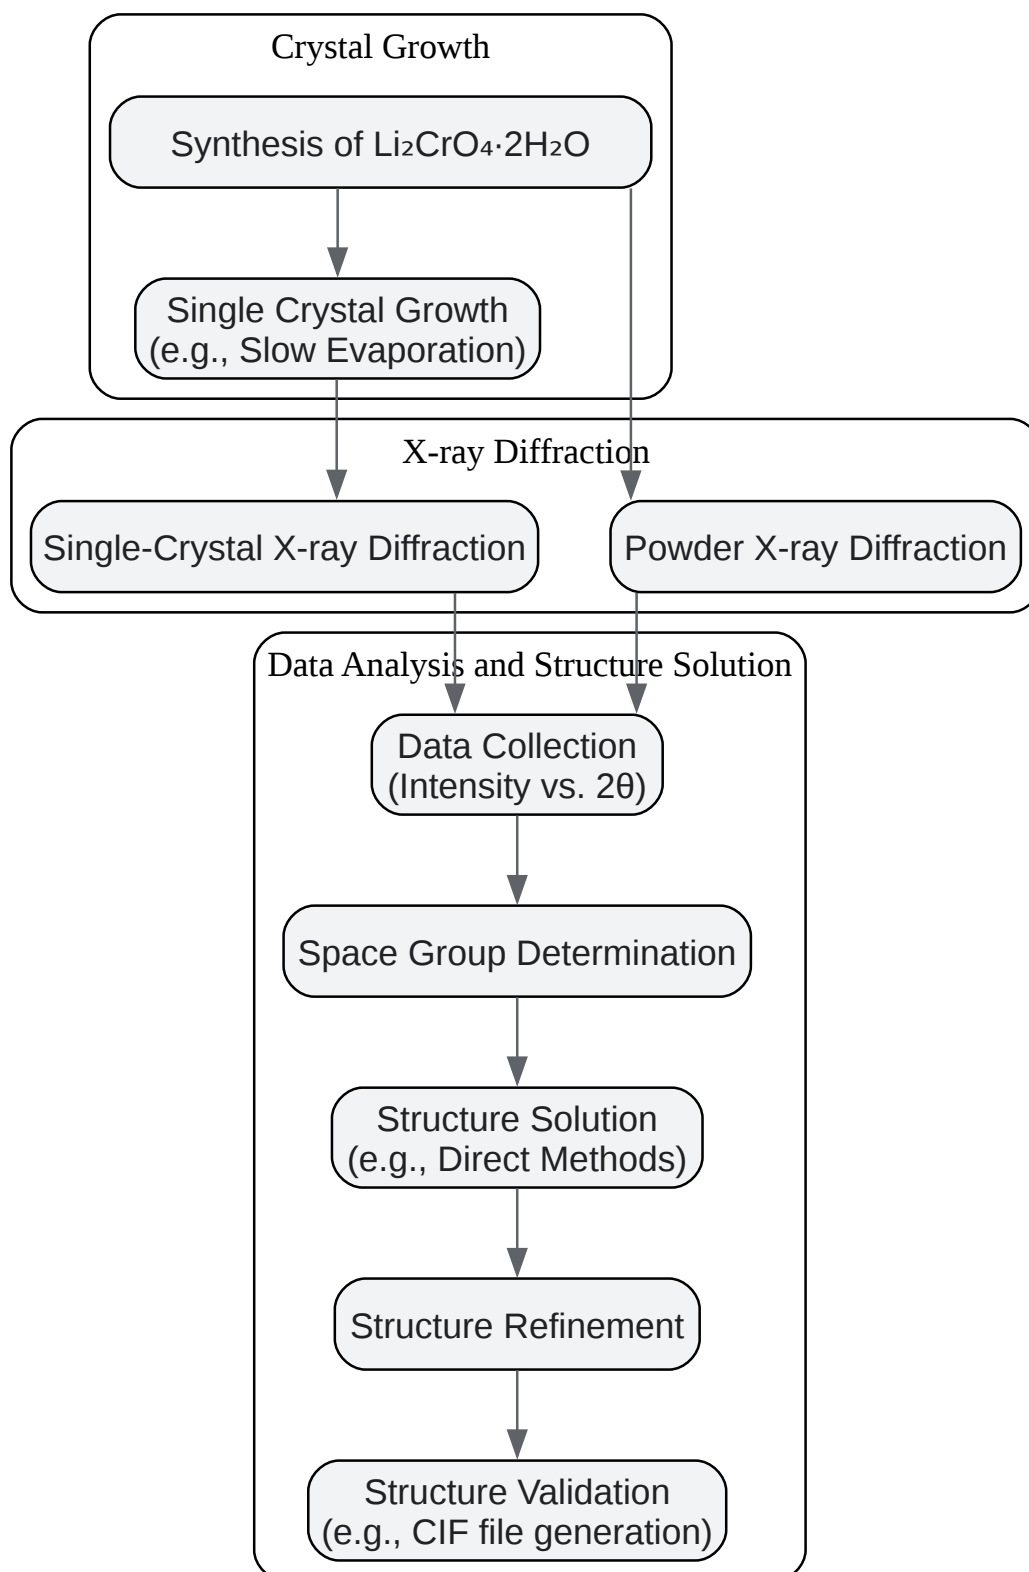 Crystal Growth
Synthesis of Li₂CrO₄·2H₂O
Single Crystal Growth
(e.g., Slow Evaporation)
X-ray Diffraction
Single-Crystal X-ray Diffraction
Powder X-ray Diffraction
Data Analysis and Structure Solution
Data Collection
(Intensity vs. 2θ)
Space Group Determination
Structure Solution
(e.g., Direct Methods)
Structure Refinement
Structure Validation
(e.g., CIF file generation)